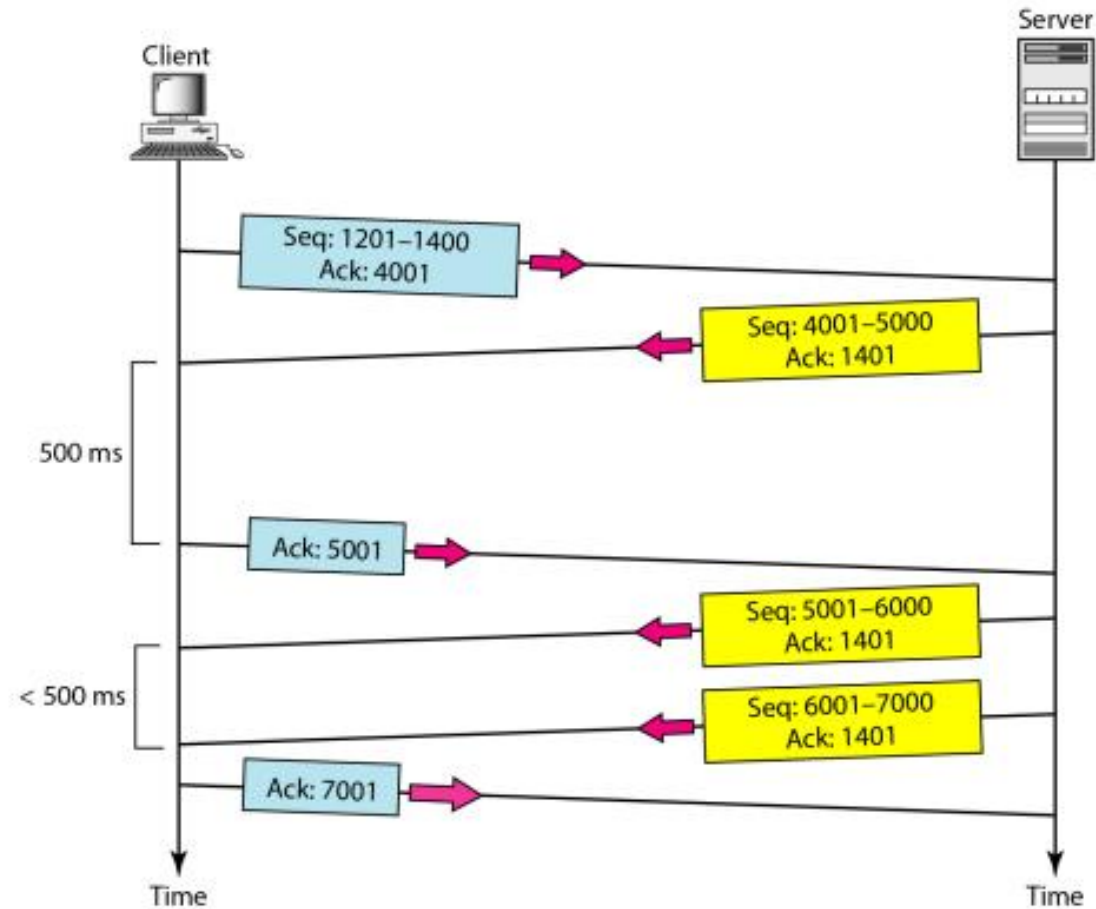 Server
Client
Seq: 1201–1400
Ack: 4001
Seq: 4001–5000
Ack: 1401
500 ms
Ack: 5001
Seq: 5001–6000
Ack: 1401
< 500 ms
Seq: 6001–7000
Ack: 1401
Ack: 7001
Time
Time